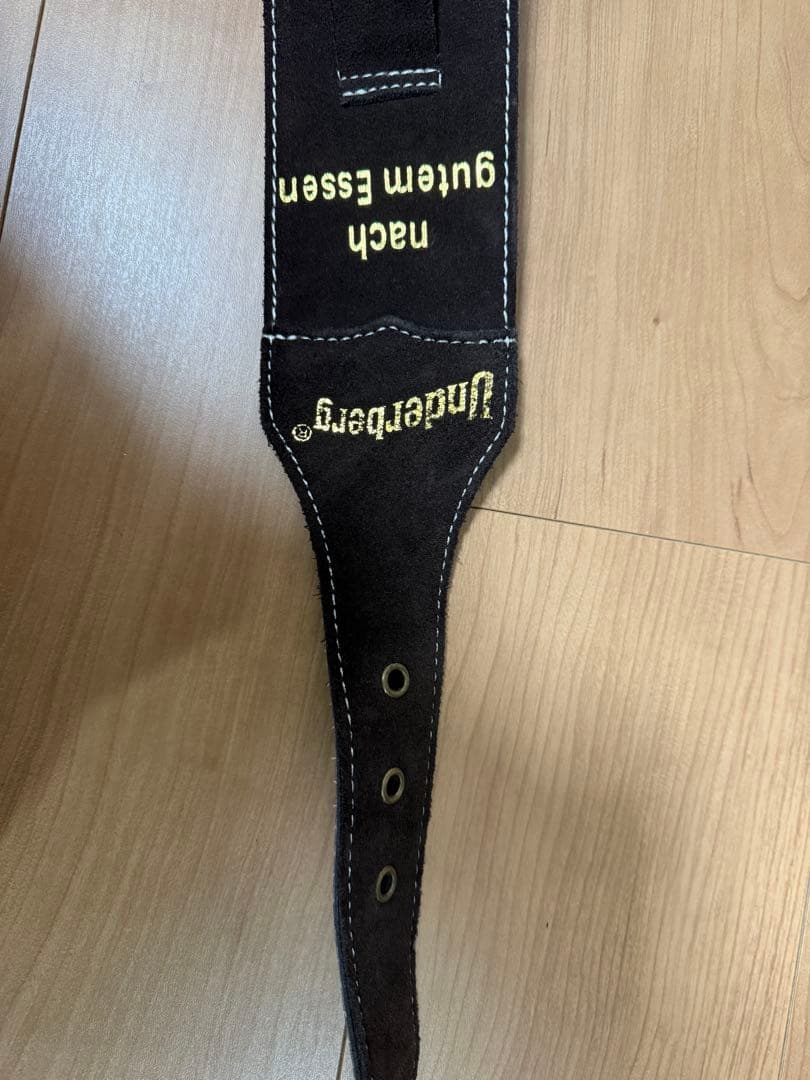 Underberg®
nach
gutem Essen